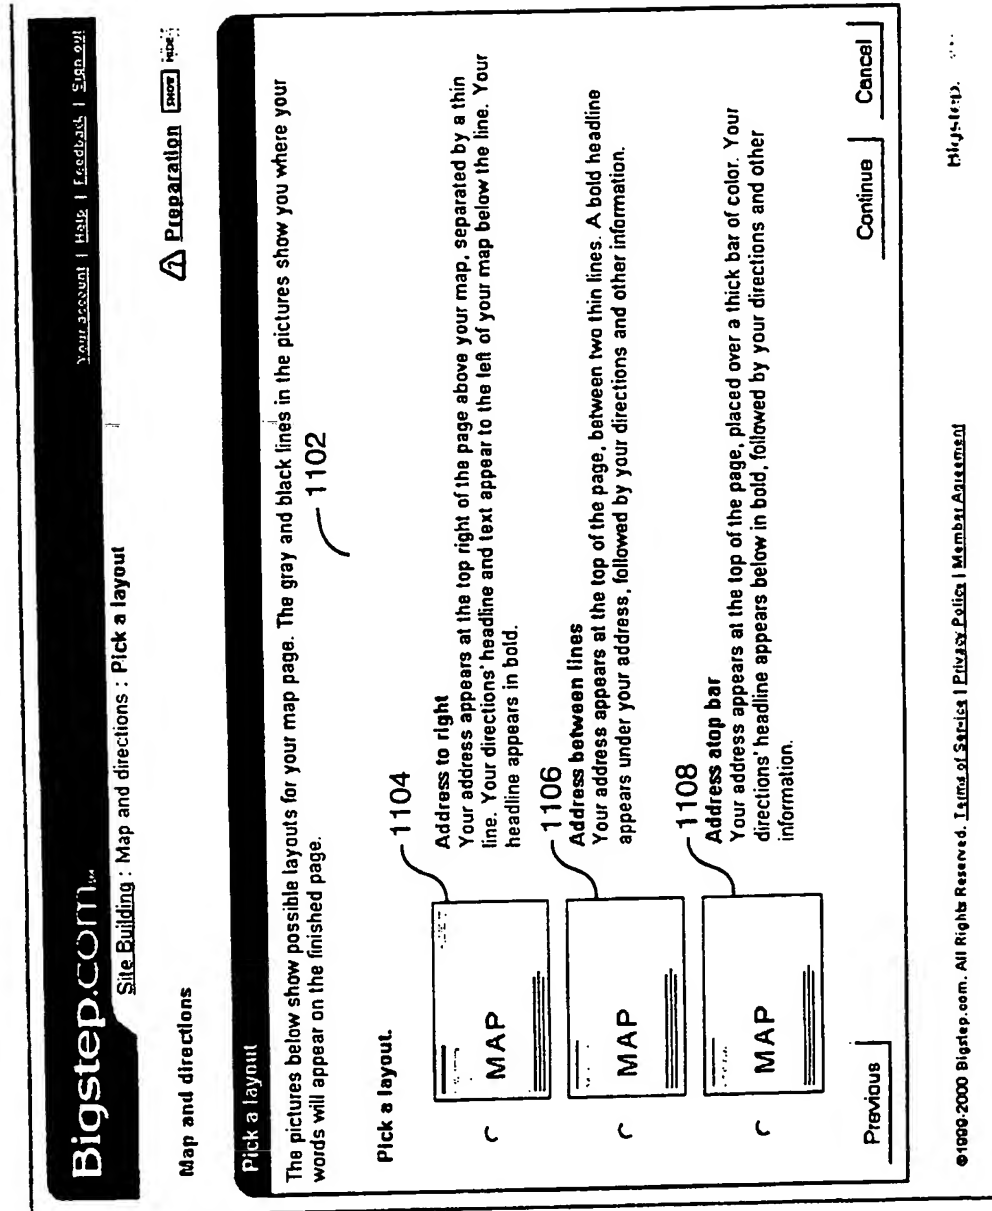 Bigstep.com
Your account | Help | Feedback | Sign out
Site Building : Map and directions : Pick a layout
Map and directions
Preparation SHOW HIDE
Pick a layout
The pictures below show possible layouts for your map page. The gray and black lines in the pictures show you where your
words will appear on the finished page.
1102
Pick a layout.
1104
MAP
Address to right
Your address appears at the top right of the page above your map, separated by a thin
line. Your directions' headline and text appear to the left of your map below the line. Your
headline appears in bold.
1106
MAP
Address between lines
Your address appears at the top of the page, between two thin lines. A bold headline
appears under your address, followed by your directions and other information.
1108
MAP
Address atop bar
Your address appears at the top of the page, placed over a thick bar of color. Your
directions' headline appears below in bold, followed by your directions and other
information.
Previous
Continue
Cancel
©1999-2000 Bigstep.com. All Rights Reserved. Terms of Service | Privacy Policy | Member Agreement
Bigstep.